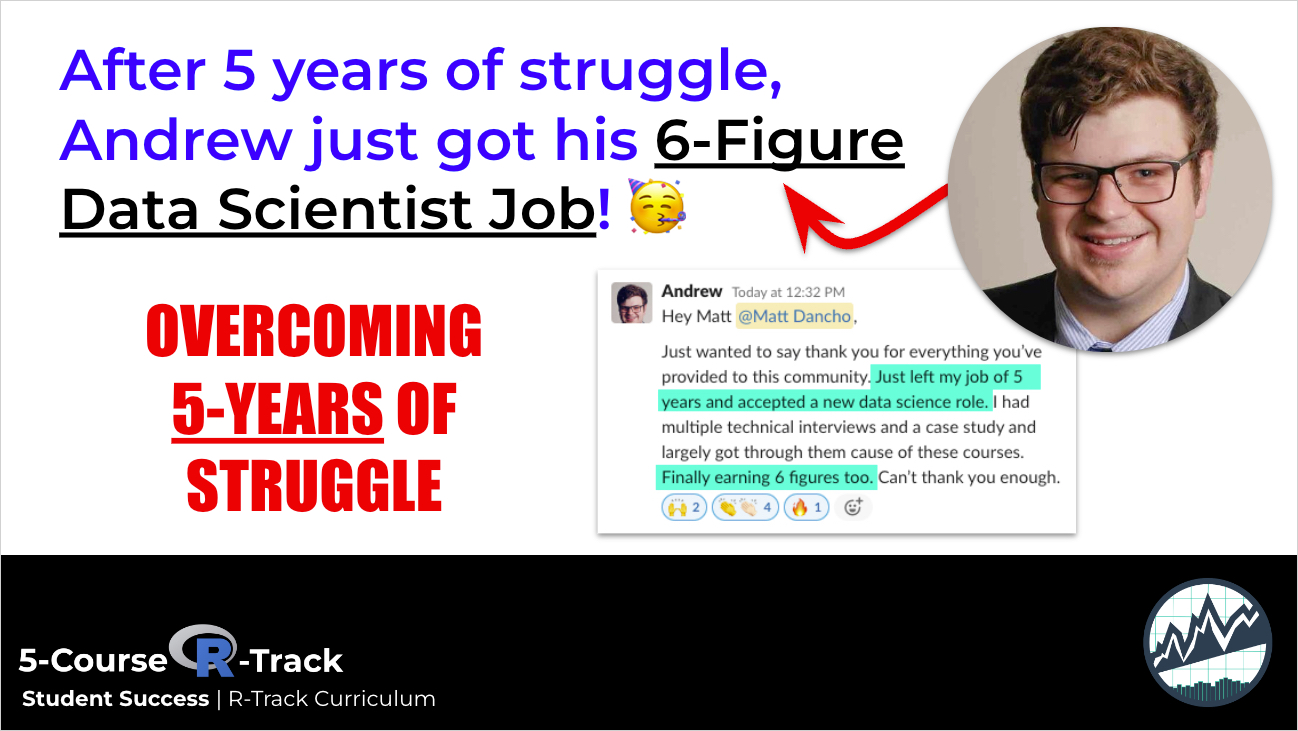 After 5 years of struggle,
Andrew just got his 6-Figure
Data Scientist Job! 🥳
OVERCOMING
5-YEARS OF
STRUGGLE
Andrew Today at 12:32 PM
Hey Matt @Matt Dancho,
Just wanted to say thank you for everything you’ve
provided to this community. Just left my job of 5
years and accepted a new data science role. I had
multiple technical interviews and a case study and
largely got through them cause of these courses.
Finally earning 6 figures too. Can’t thank you enough.
🙌 2 👏👏🏻 4 🔥 1
5-Course R-Track
Student Success | R-Track Curriculum